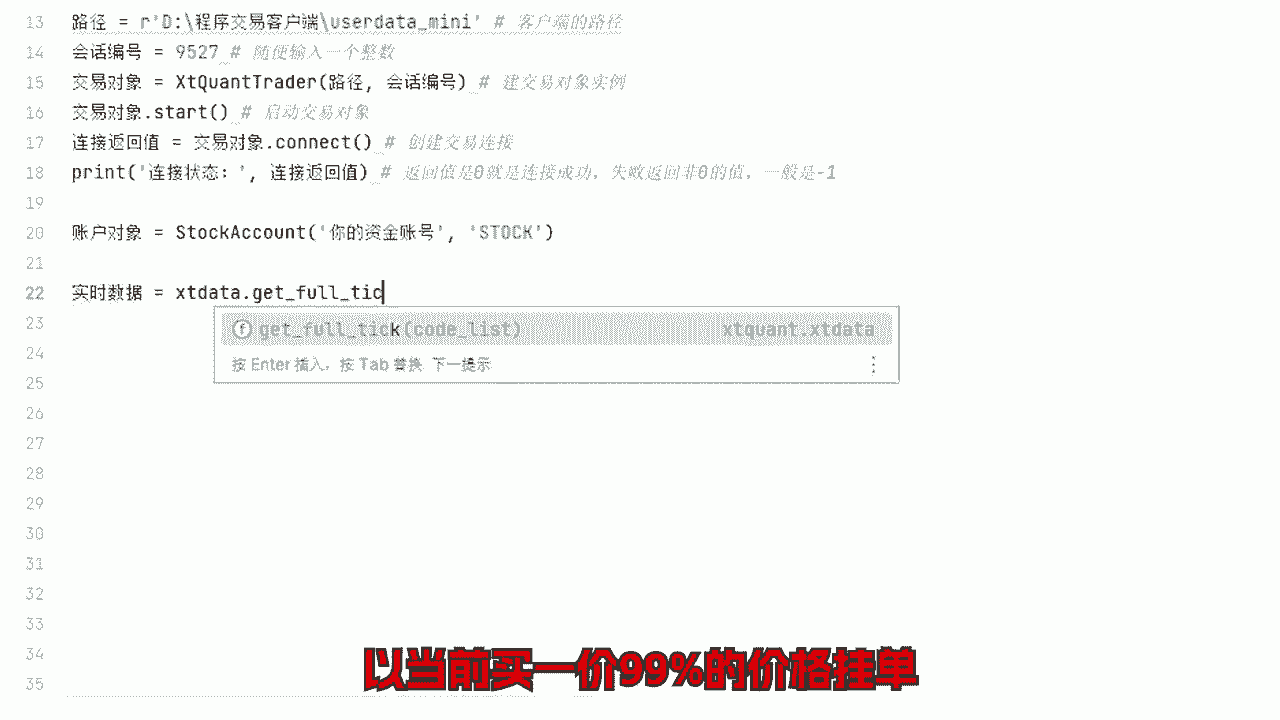 13 路径 = r'D:\程序交易客户端\userdata_mini' # 客户端的路径
14 会话编号 = 9527 # 随便输入一个整数
15 交易对象 = XtQuantTrader(路径, 会话编号) # 建交易对象实例
16 交易对象.start() # 启动交易对象
17 连接返回值 = 交易对象.connect() # 创建交易连接
18 print('连接状态：', 连接返回值) # 返回值是0就是连接成功，失败返回非0的值，一般是-1
19
20 账户对象 = StockAccount('你的资金账号', 'STOCK')
21
22 实时数据 = xtdata.get_full_tic
23 get_full_tick(code_list) xtquant.xtdata
24 按 Enter 插入，按 Tab 替换 下一提示
25
26
27
28
29
30
31
32
33
34
以当前买一价99%的价格挂单
35